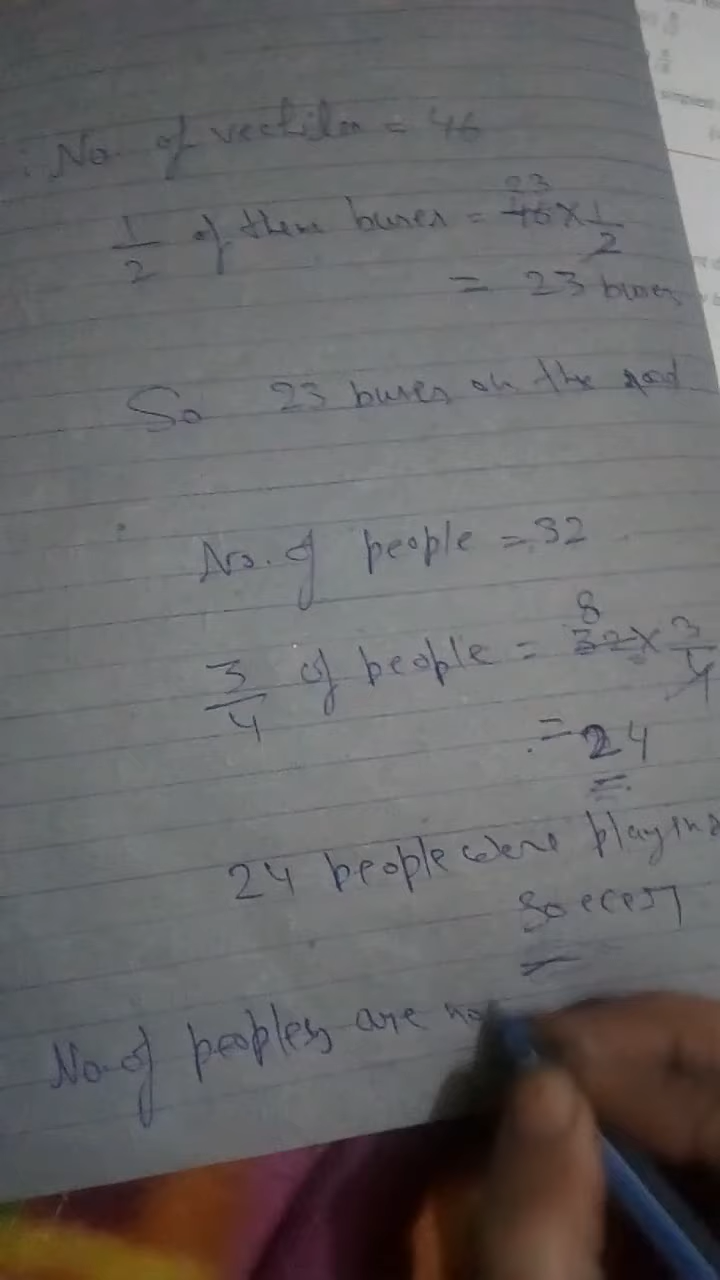 No. of vechiles = 46
1/2 of them buses = 46 × 1/2
23
= 23 buses
So 23 buses on the road
No. of people = 32
3/4 of people = 32 × 3/4
8
= 24
24 people were playing
soccer
No. of peoples are no